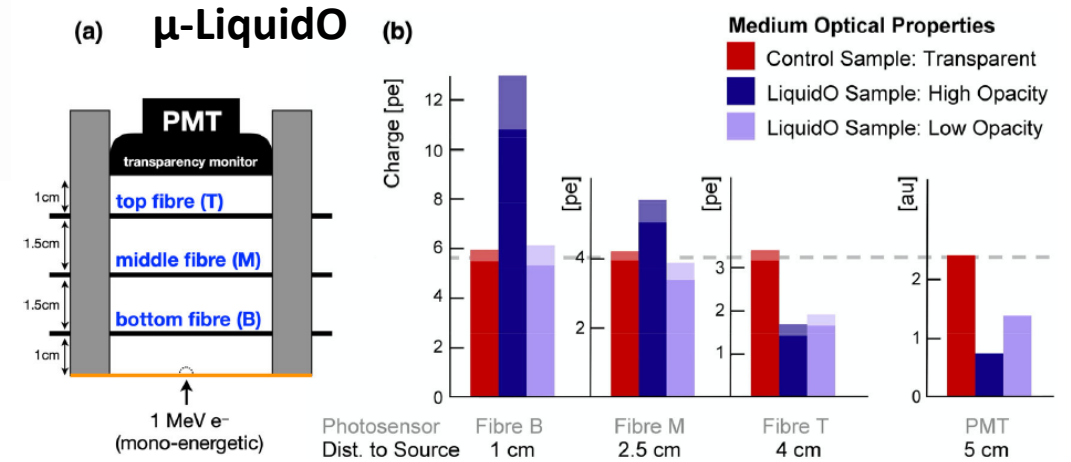 μ-LiquidO
(a)
PMT
transparency monitor
1cm
top fibre (T)
1.5cm
middle fibre (M)
1.5cm
bottom fibre (B)
1cm
1 MeV e⁻
(mono-energetic)
(b)
Medium Optical Properties
Control Sample: Transparent
LiquidO Sample: High Opacity
LiquidO Sample: Low Opacity
Charge [pe]
12
10
8
6
4
2
0
[pe]
4
2
[pe]
3
2
1
[au]
2
1
0
Photosensor Fibre B Fibre M Fibre T PMT
Dist. to Source 1 cm 2.5 cm 4 cm 5 cm